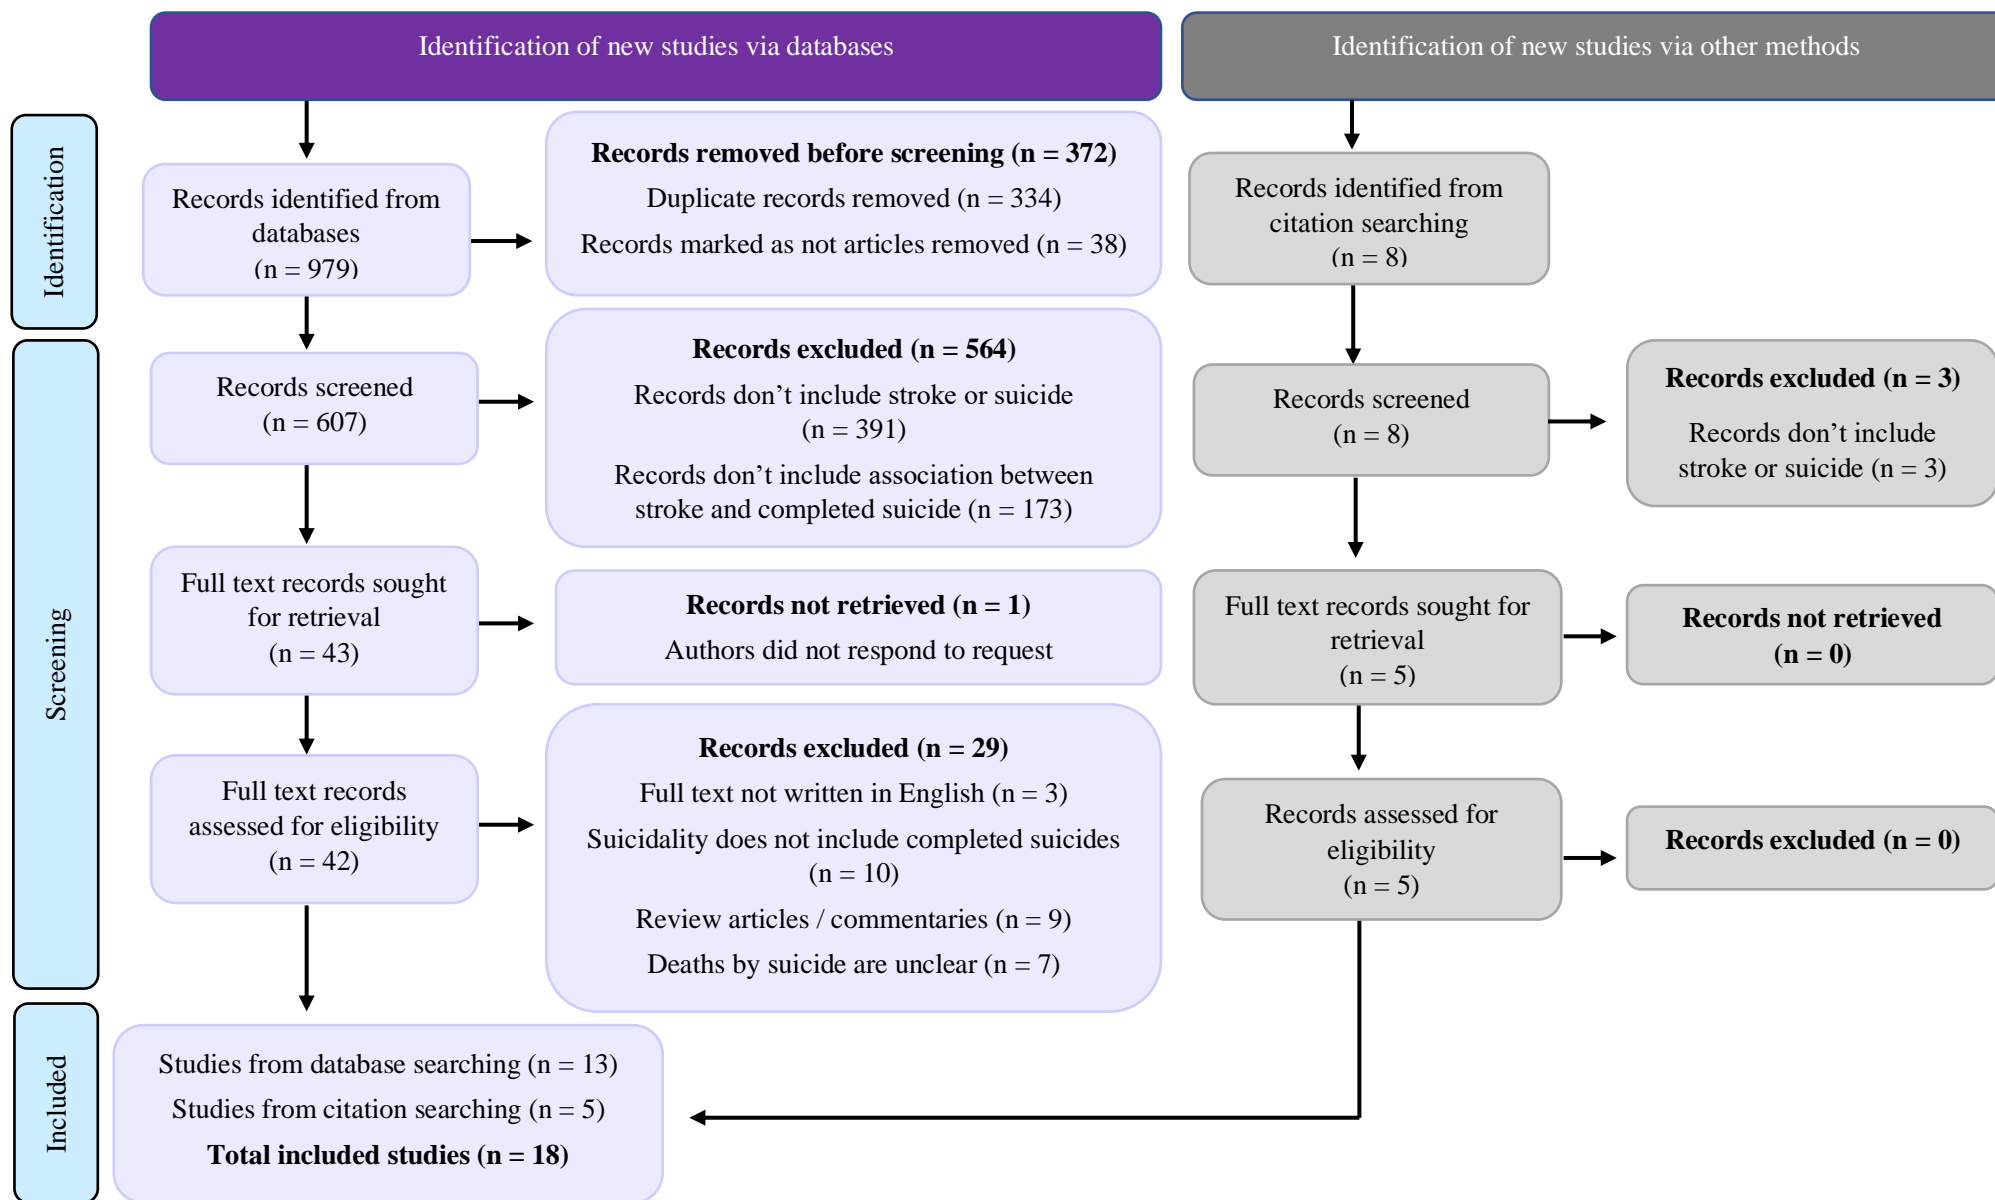 Identification of new studies via databases
Identification of new studies via other methods
Identification
Records identified from
databases
(n = 979)
Records removed before screening (n = 372)
Duplicate records removed (n = 334)
Records marked as not articles removed (n = 38)
Records identified from
citation searching
(n = 8)
Screening
Records screened
(n = 607)
Records excluded (n = 564)
Records don’t include stroke or suicide
(n = 391)
Records don’t include association between
stroke and completed suicide (n = 173)
Records screened
(n = 8)
Records excluded (n = 3)
Records don’t include
stroke or suicide (n = 3)
Full text records sought
for retrieval
(n = 43)
Records not retrieved (n = 1)
Authors did not respond to request
Full text records sought for
retrieval
(n = 5)
Records not retrieved
(n = 0)
Full text records
assessed for eligibility
(n = 42)
Records excluded (n = 29)
Full text not written in English (n = 3)
Suicidality does not include completed suicides
(n = 10)
Review articles / commentaries (n = 9)
Deaths by suicide are unclear (n = 7)
Records assessed for
eligibility
(n = 5)
Records excluded (n = 0)
Included
Studies from database searching (n = 13)
Studies from citation searching (n = 5)
Total included studies (n = 18)